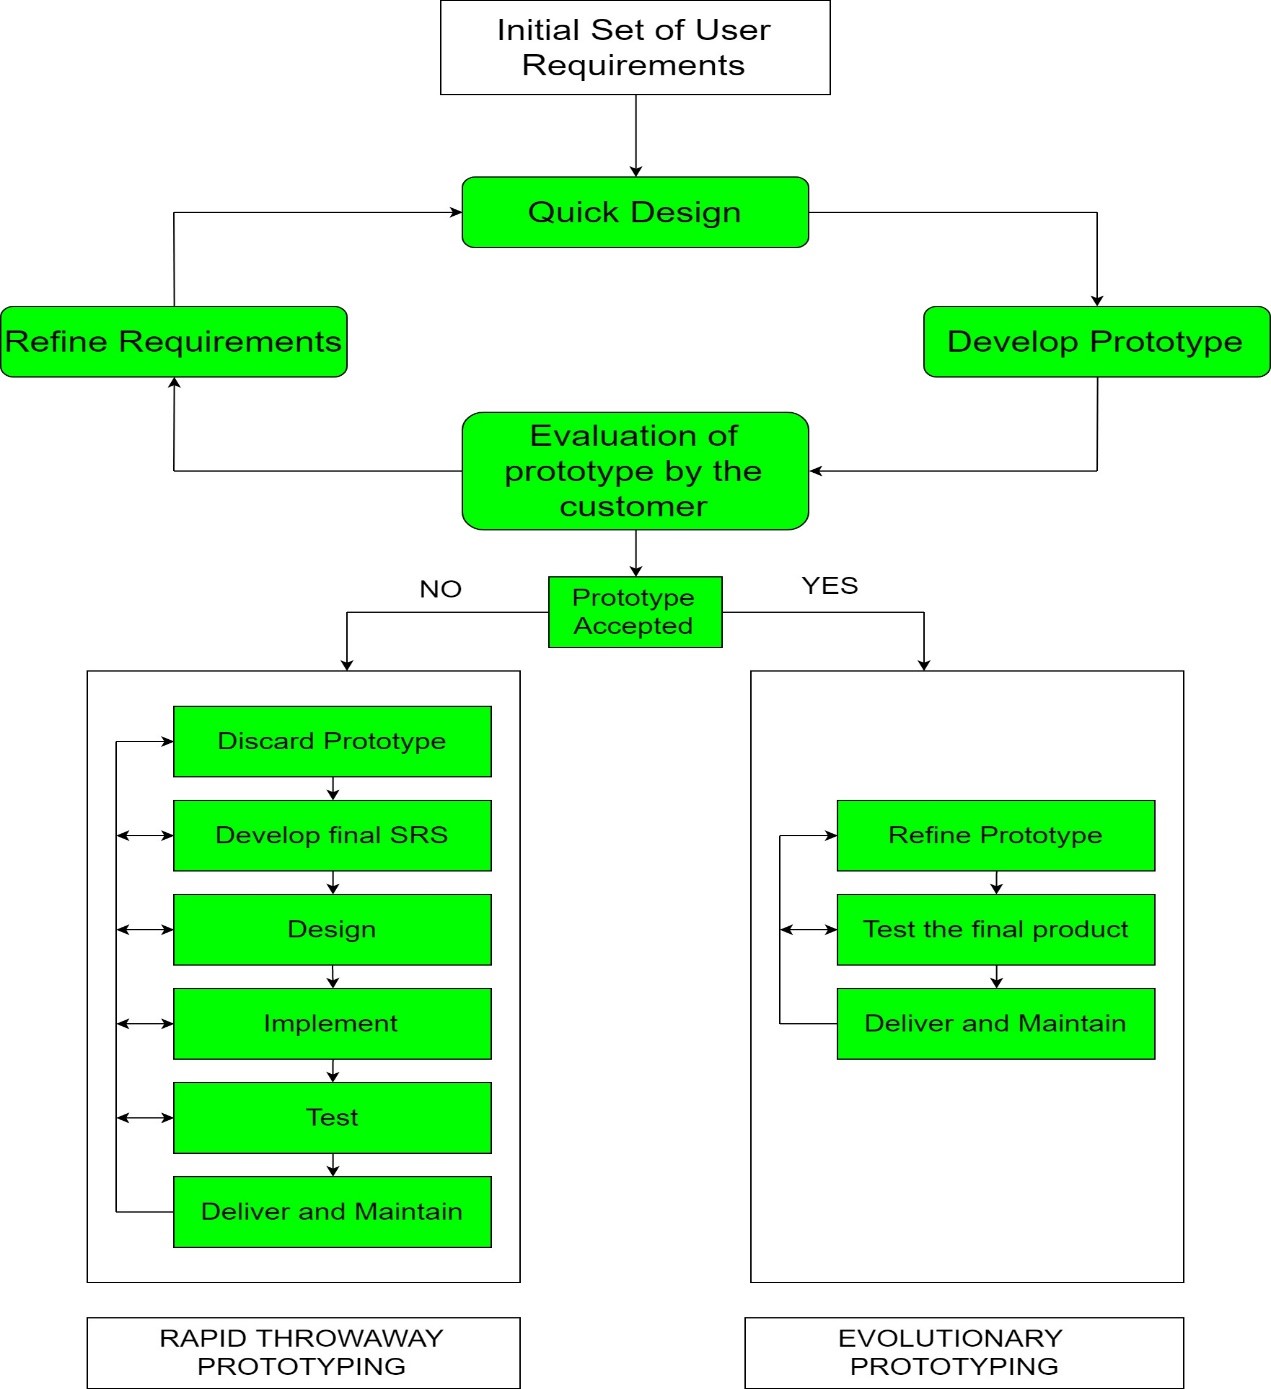 Initial Set of User
Requirements
Quick Design
Refine Requirements
Develop Prototype
Evaluation of
prototype by the
customer
NO
YES
Prototype
Accepted
Discard Prototype
Develop final SRS
Design
Implement
Test
Deliver and Maintain
Refine Prototype
Test the final product
Deliver and Maintain
RAPID THROWAWAY
PROTOTYPING
EVOLUTIONARY
PROTOTYPING